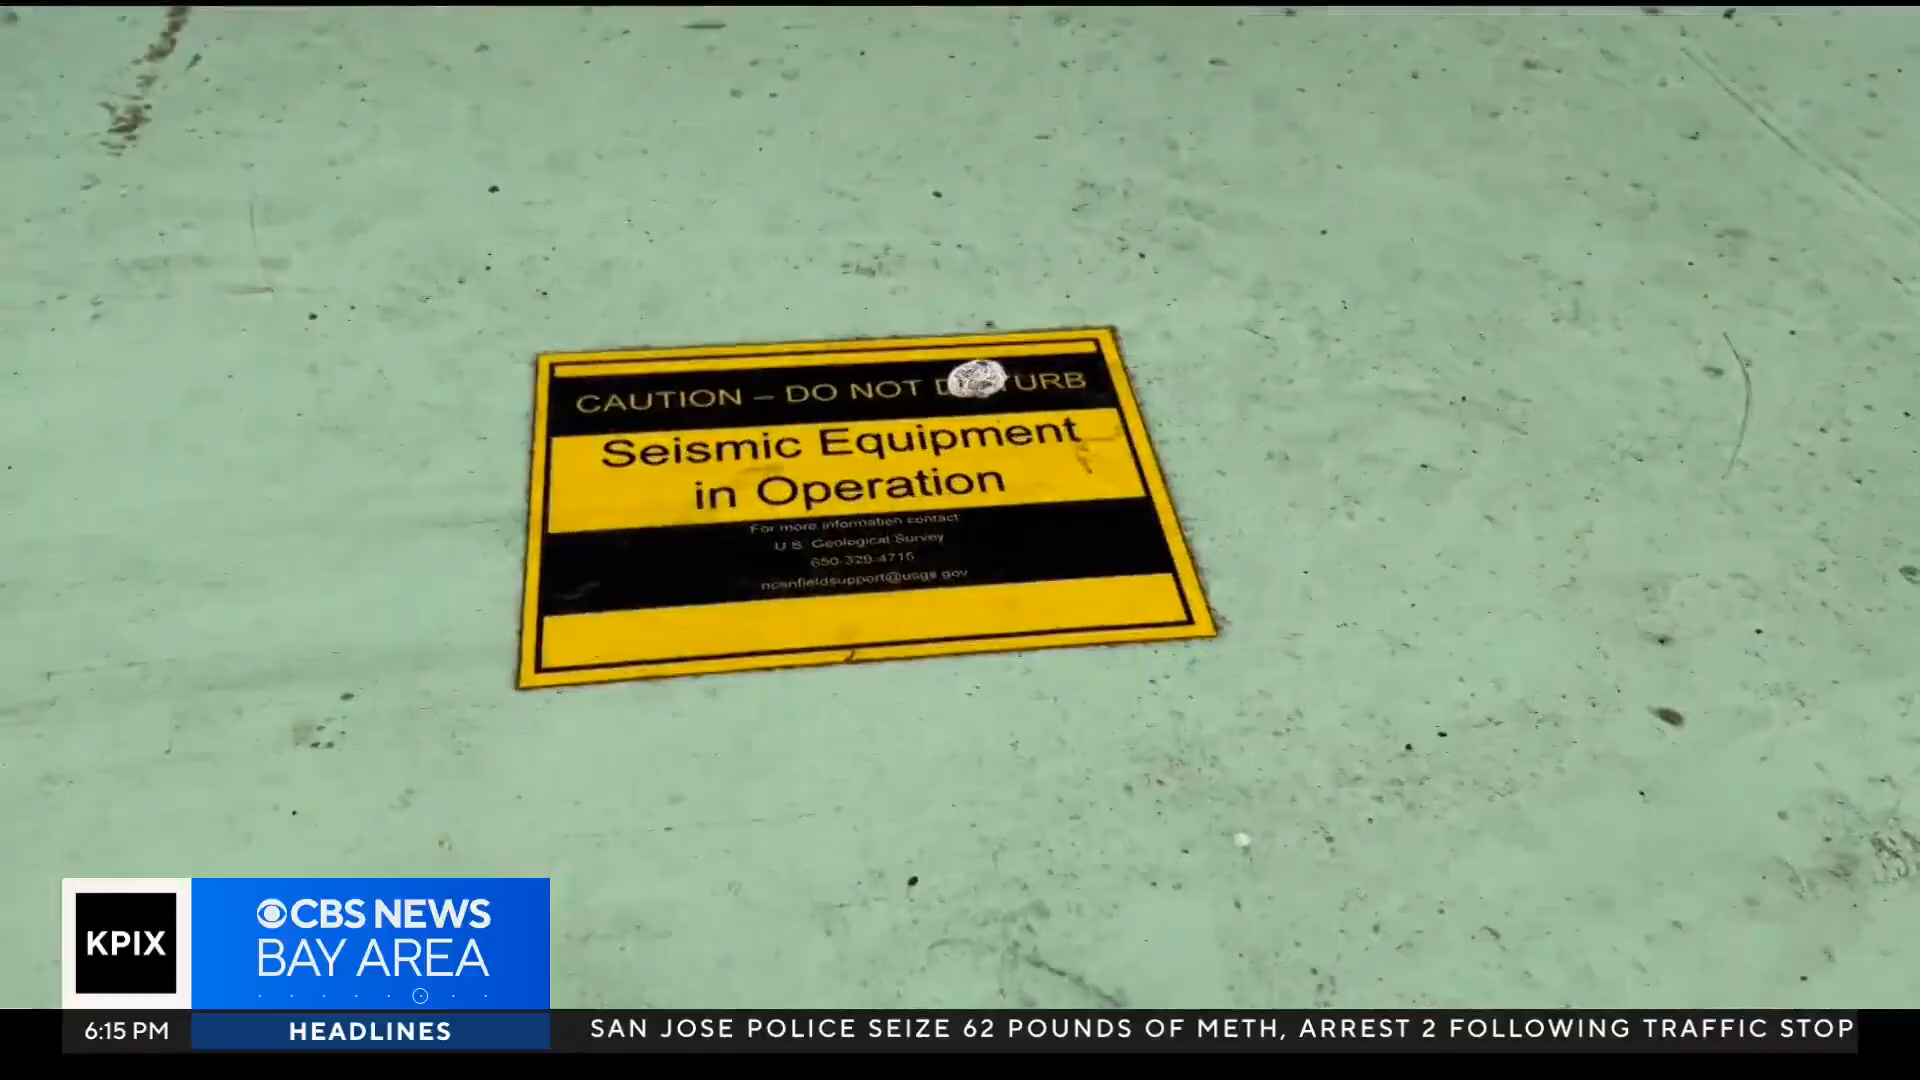 CAUTION – DO NOT DISTURB
Seismic Equipment
in Operation
For more information contact
U.S. Geological Survey
650-329-4715
ncsnfieldsupport@usgs.gov
KPIX
CBS NEWS
BAY AREA
6:15 PM
HEADLINES
SAN JOSE POLICE SEIZE 62 POUNDS OF METH, ARREST 2 FOLLOWING TRAFFIC STOP